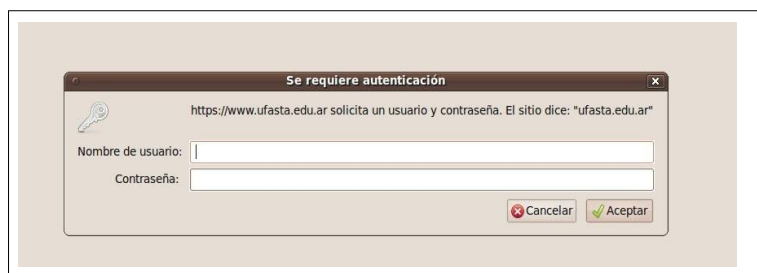 Se requiere autenticación
https://www.ufasta.edu.ar solicita un usuario y contraseña. El sitio dice: "ufasta.edu.ar"
Nombre de usuario:
Contraseña:
Cancelar Aceptar